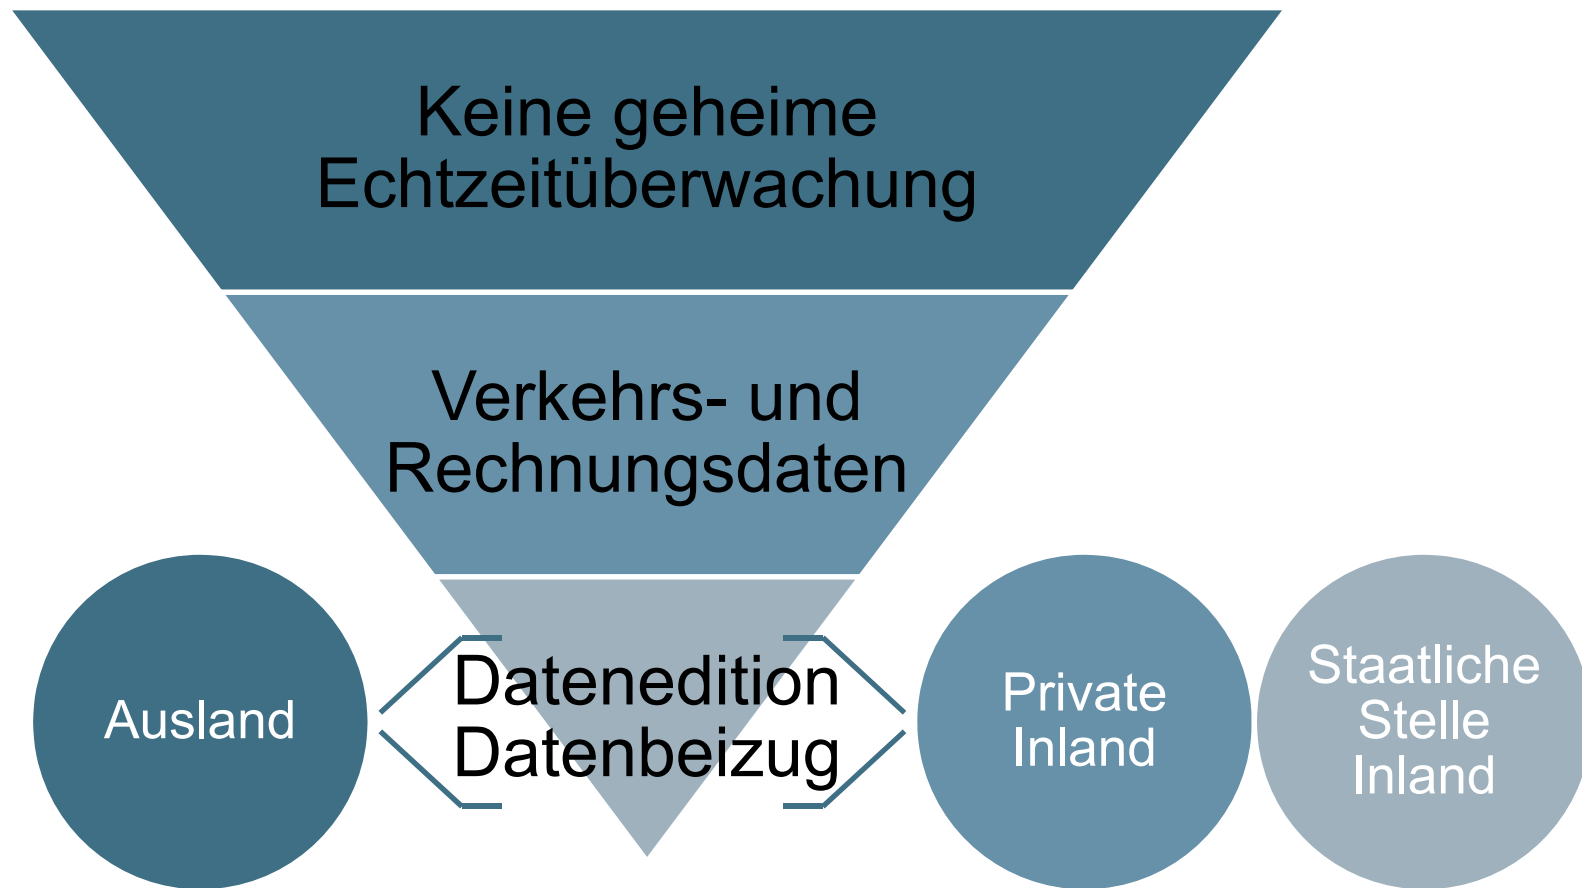 Keine geheime
Echtzeitüberwachung
Verkehrs- und
Rechnungsdaten
Ausland
Datenedition
Datenbeizug
Private
Inland
Staatliche
Stelle
Inland